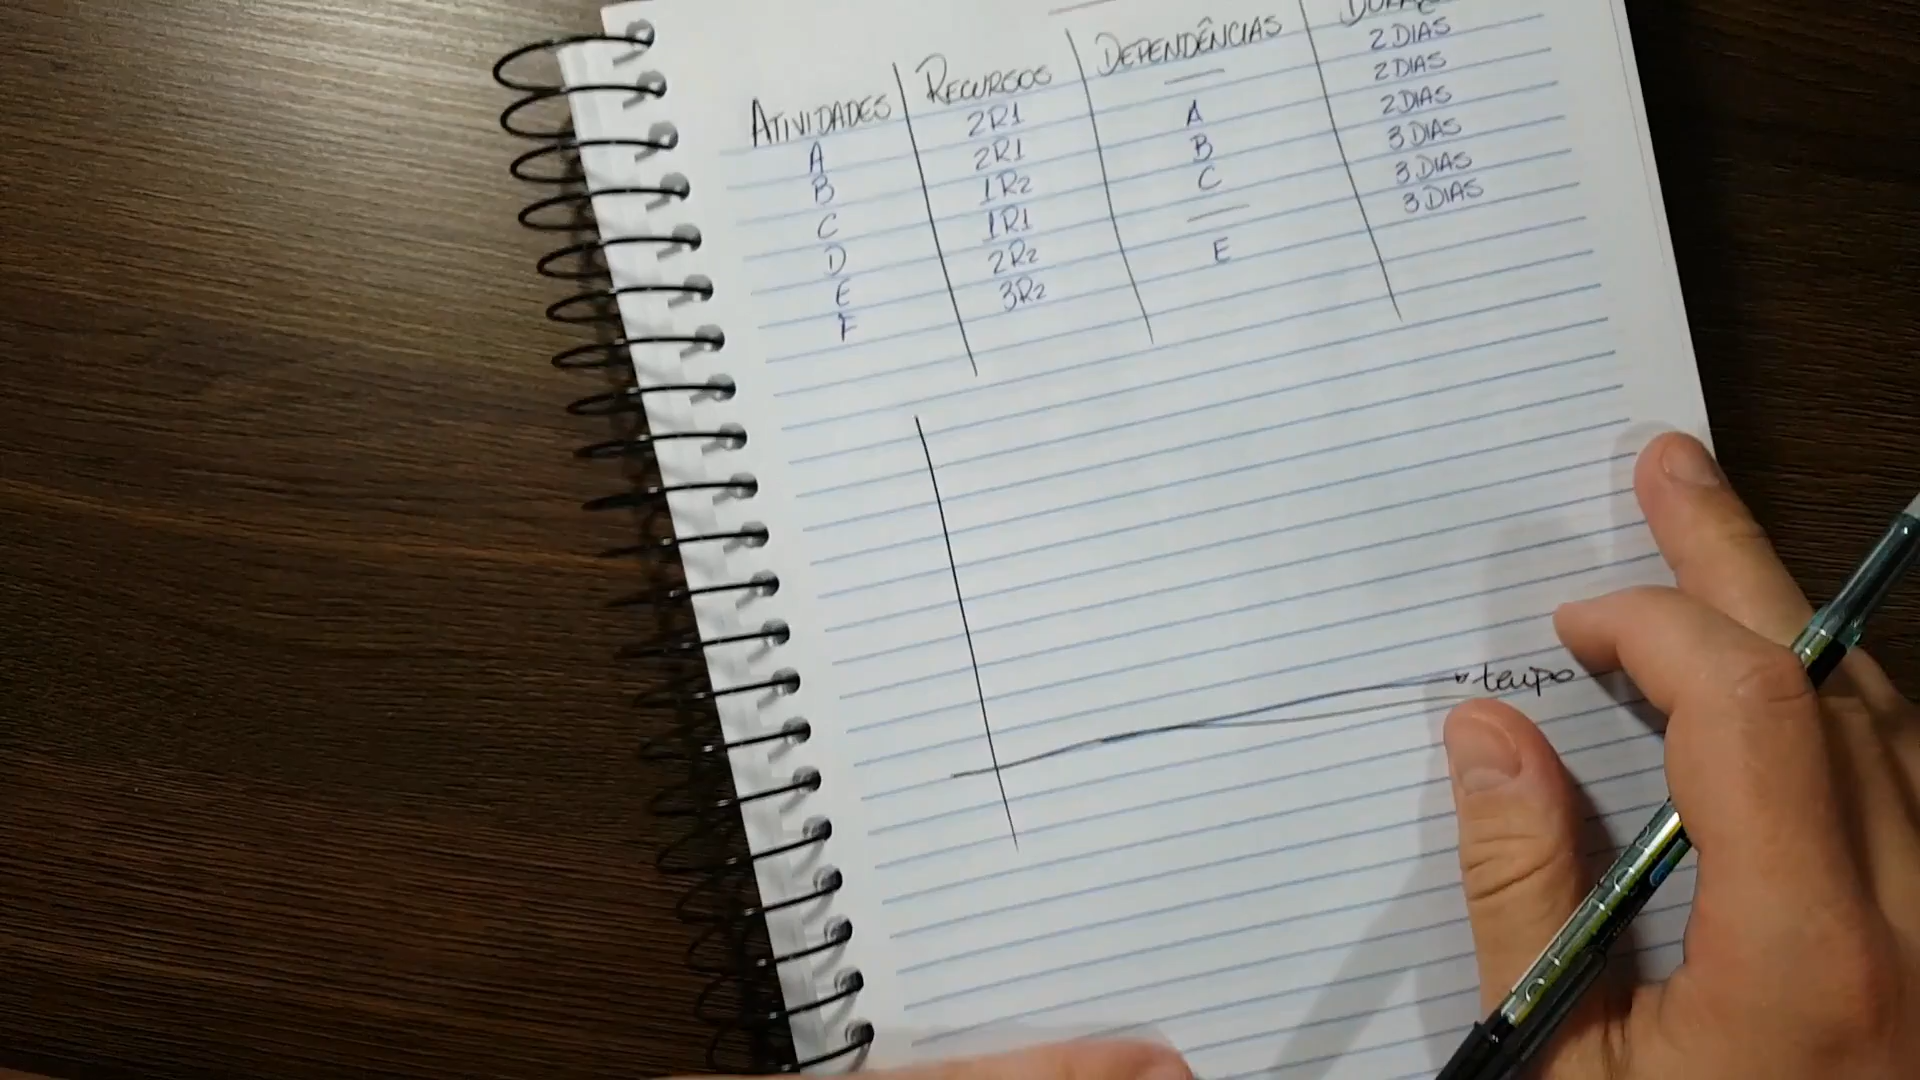 ATIVIDADES RECURSOS DEPENDÊNCIAS
A 2R1 — 2 DIAS
B 2R1 A 2 DIAS
C 1R2 B 2 DIAS
D 1R1 C 3 DIAS
E 2R2 — 3 DIAS
F 3R2 E 3 DIAS
tempo